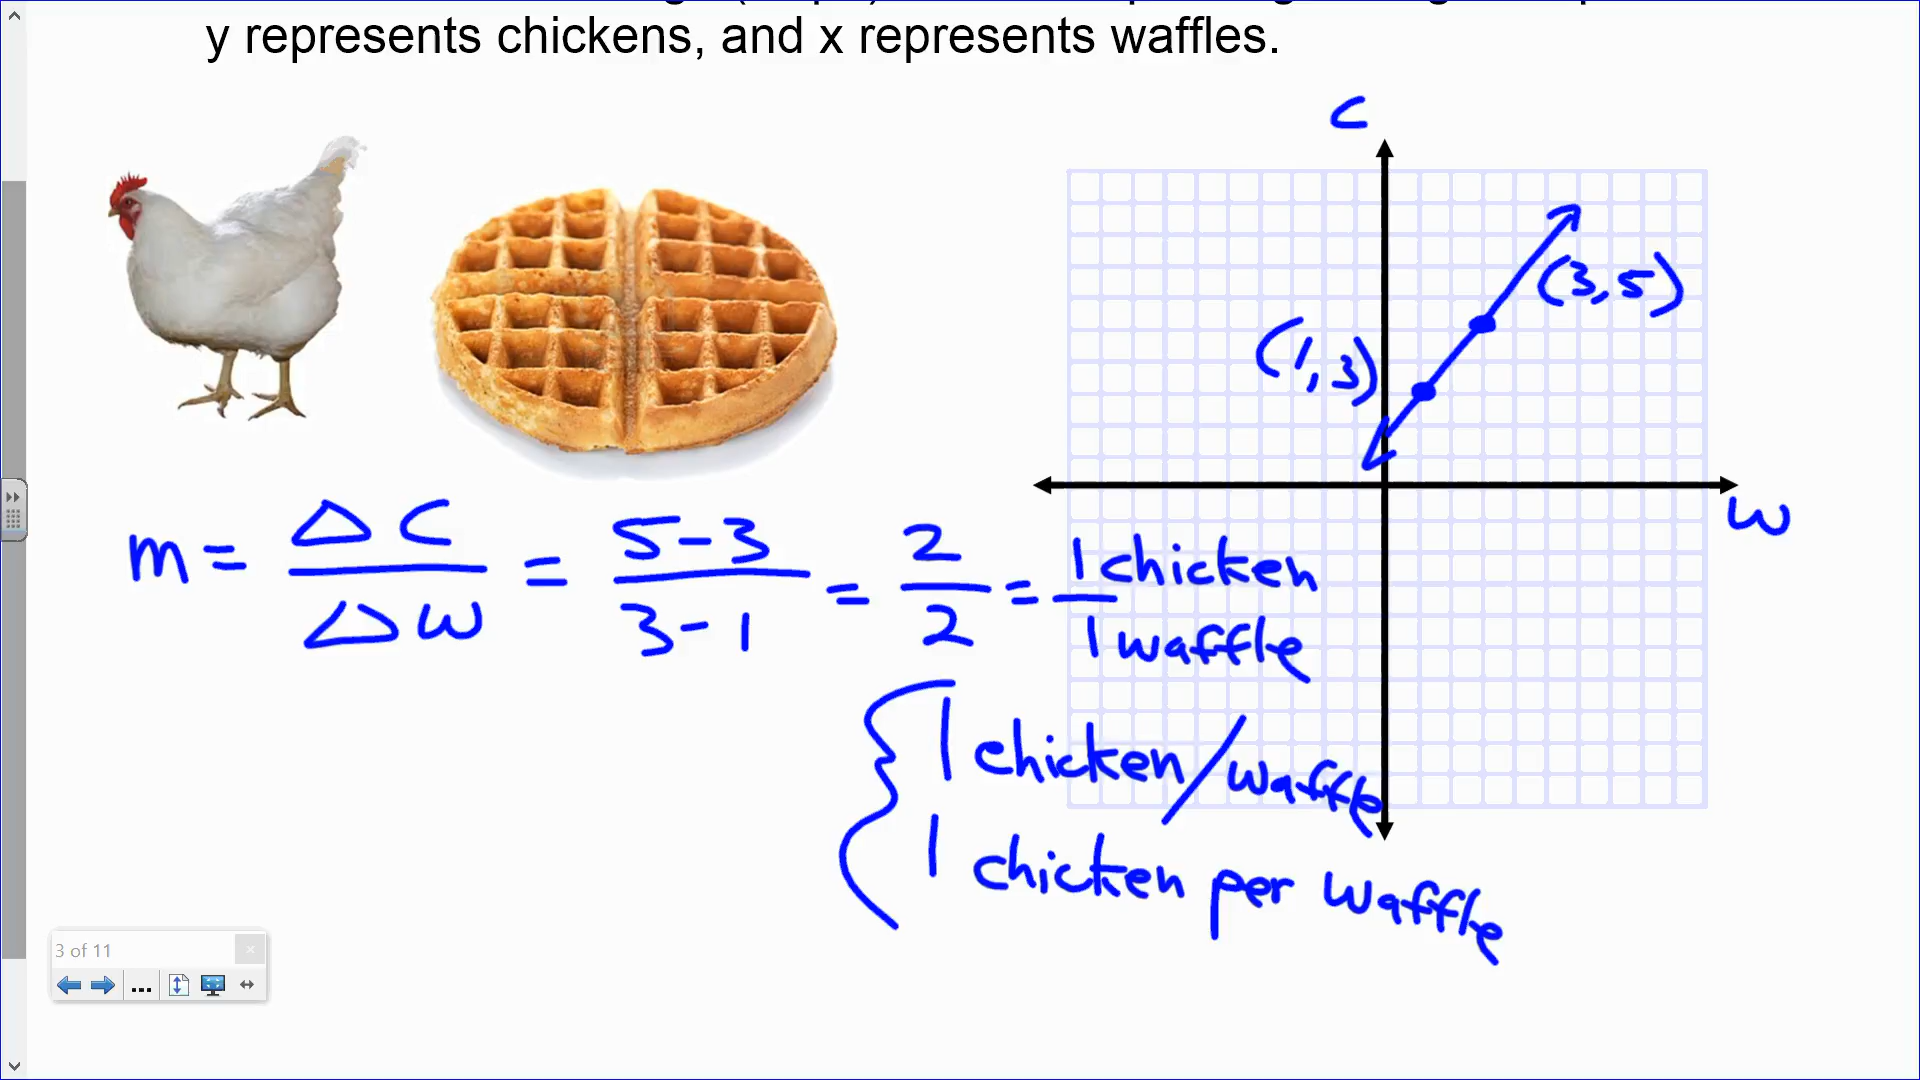 y represents chickens, and x represents waffles.
C
(3,5)
(1,3)
W
m = ΔC/ΔW = 5-3/3-1 = 2/2 = 1 chicken/1 waffle
1 chicken/waffle
1 chicken per waffle
3 of 11